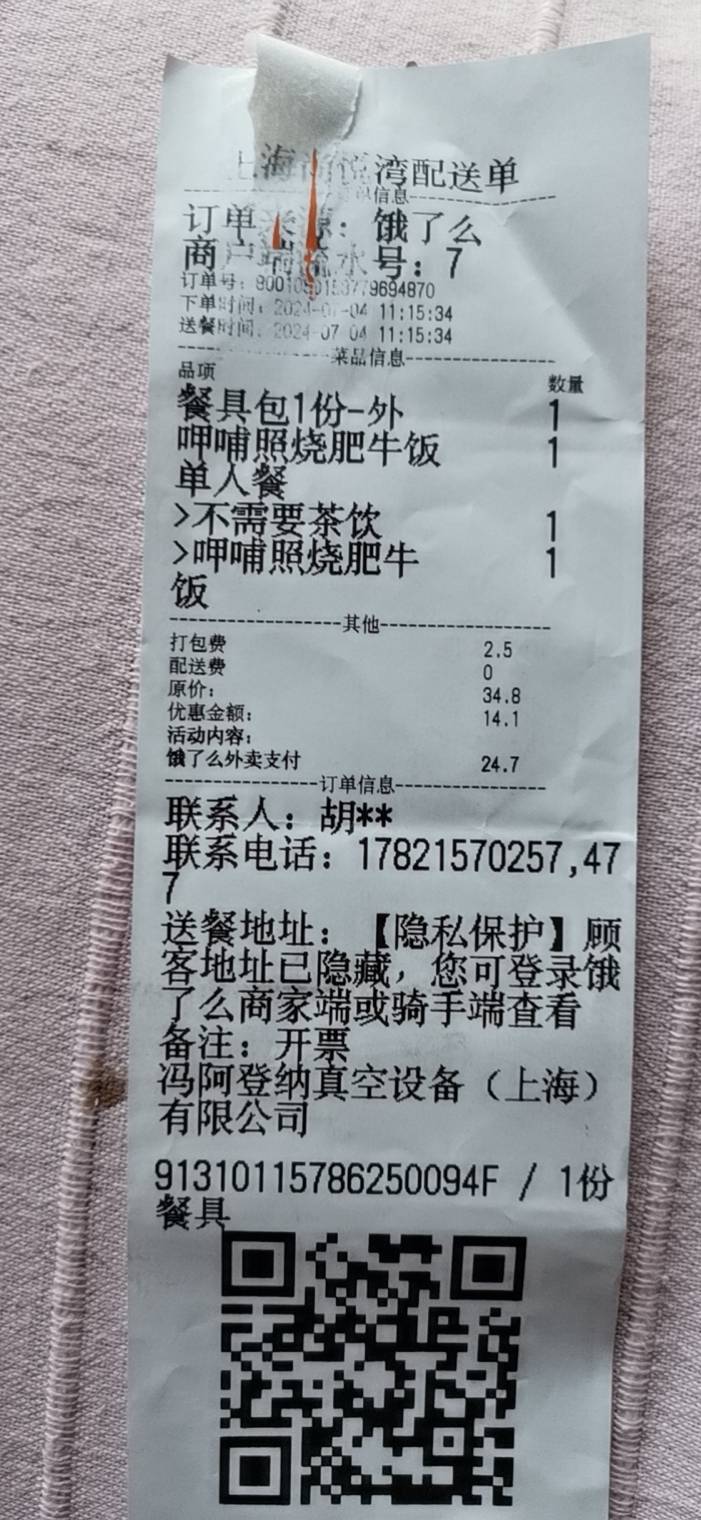 上海尚悦湾配送单
信息
订单来源：饿了么
商户端流水号：7
订单号：
下单时间：11:15:34
送餐时间：2024-07-04 11:15:34
菜品信息
品项 数量
餐具包1份-外 1
呷哺照烧肥牛饭 1
单人餐
>不需要茶饮 1
>呷哺照烧肥牛 1
饭
其他
打包费 2.5
配送费 0
原价： 34.8
优惠金额： 14.1
活动内容：
饿了么外卖支付 24.7
订单信息
联系人：胡**
联系电话：17821570257,47
7
送餐地址：【隐私保护】顾
客地址已隐藏，您可登录饿
了么商家端或骑手端查看
备注：开票
冯阿登纳真空设备（上海）
有限公司
91310115786250094F / 1份
餐具